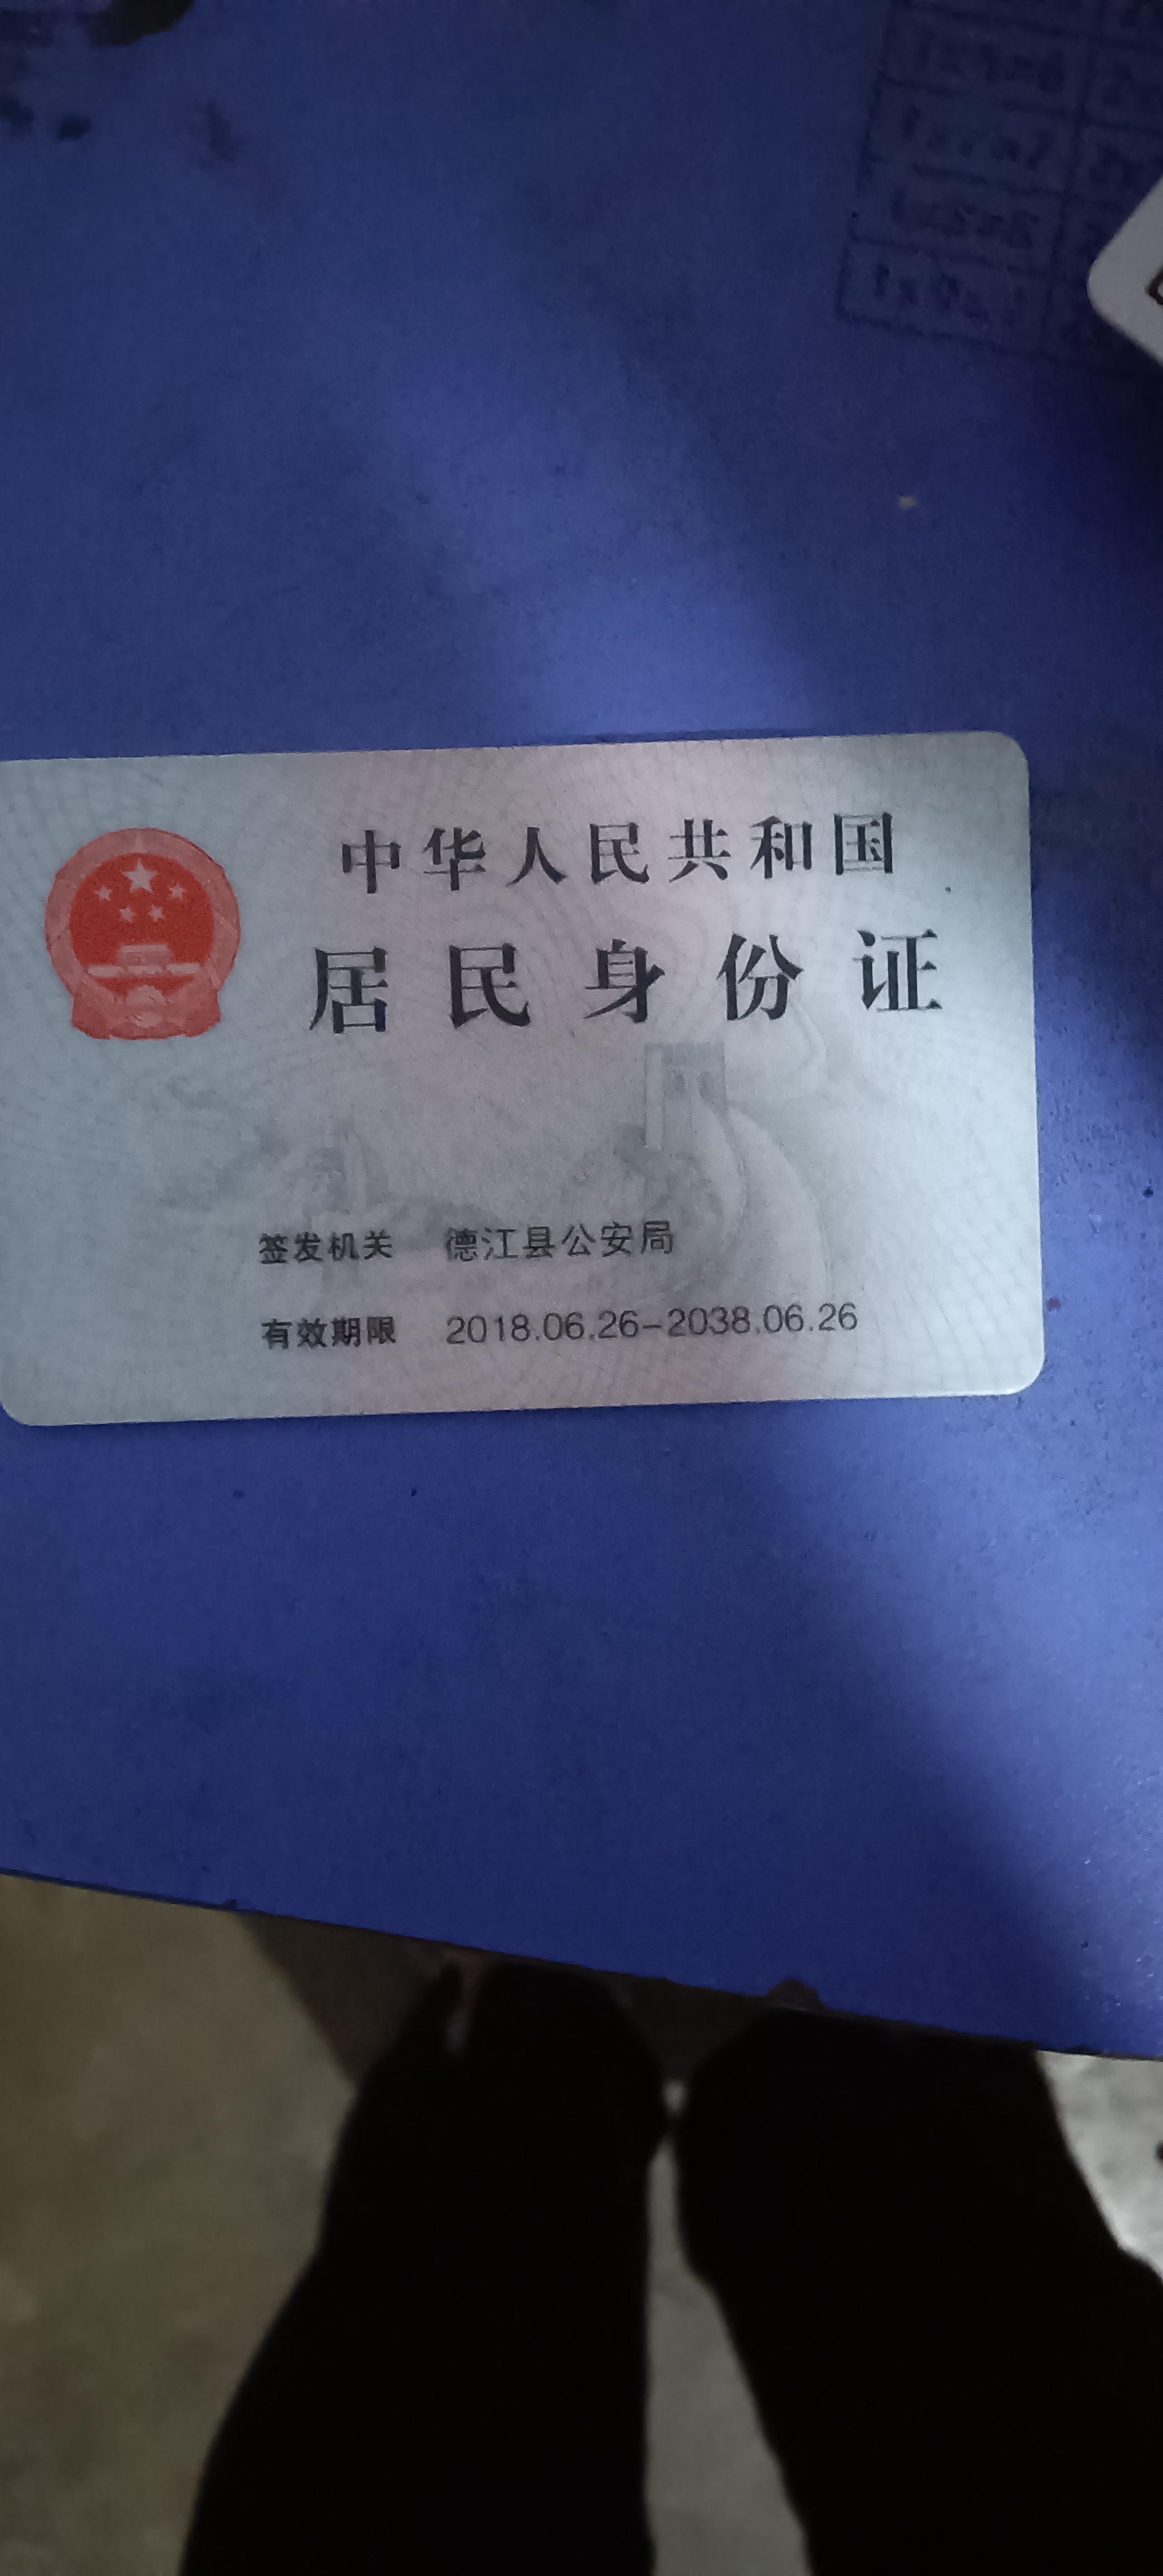 中华人民共和国
居民身份证
签发机关 德江县公安局
有效期限 2018.06.26-2038.06.26